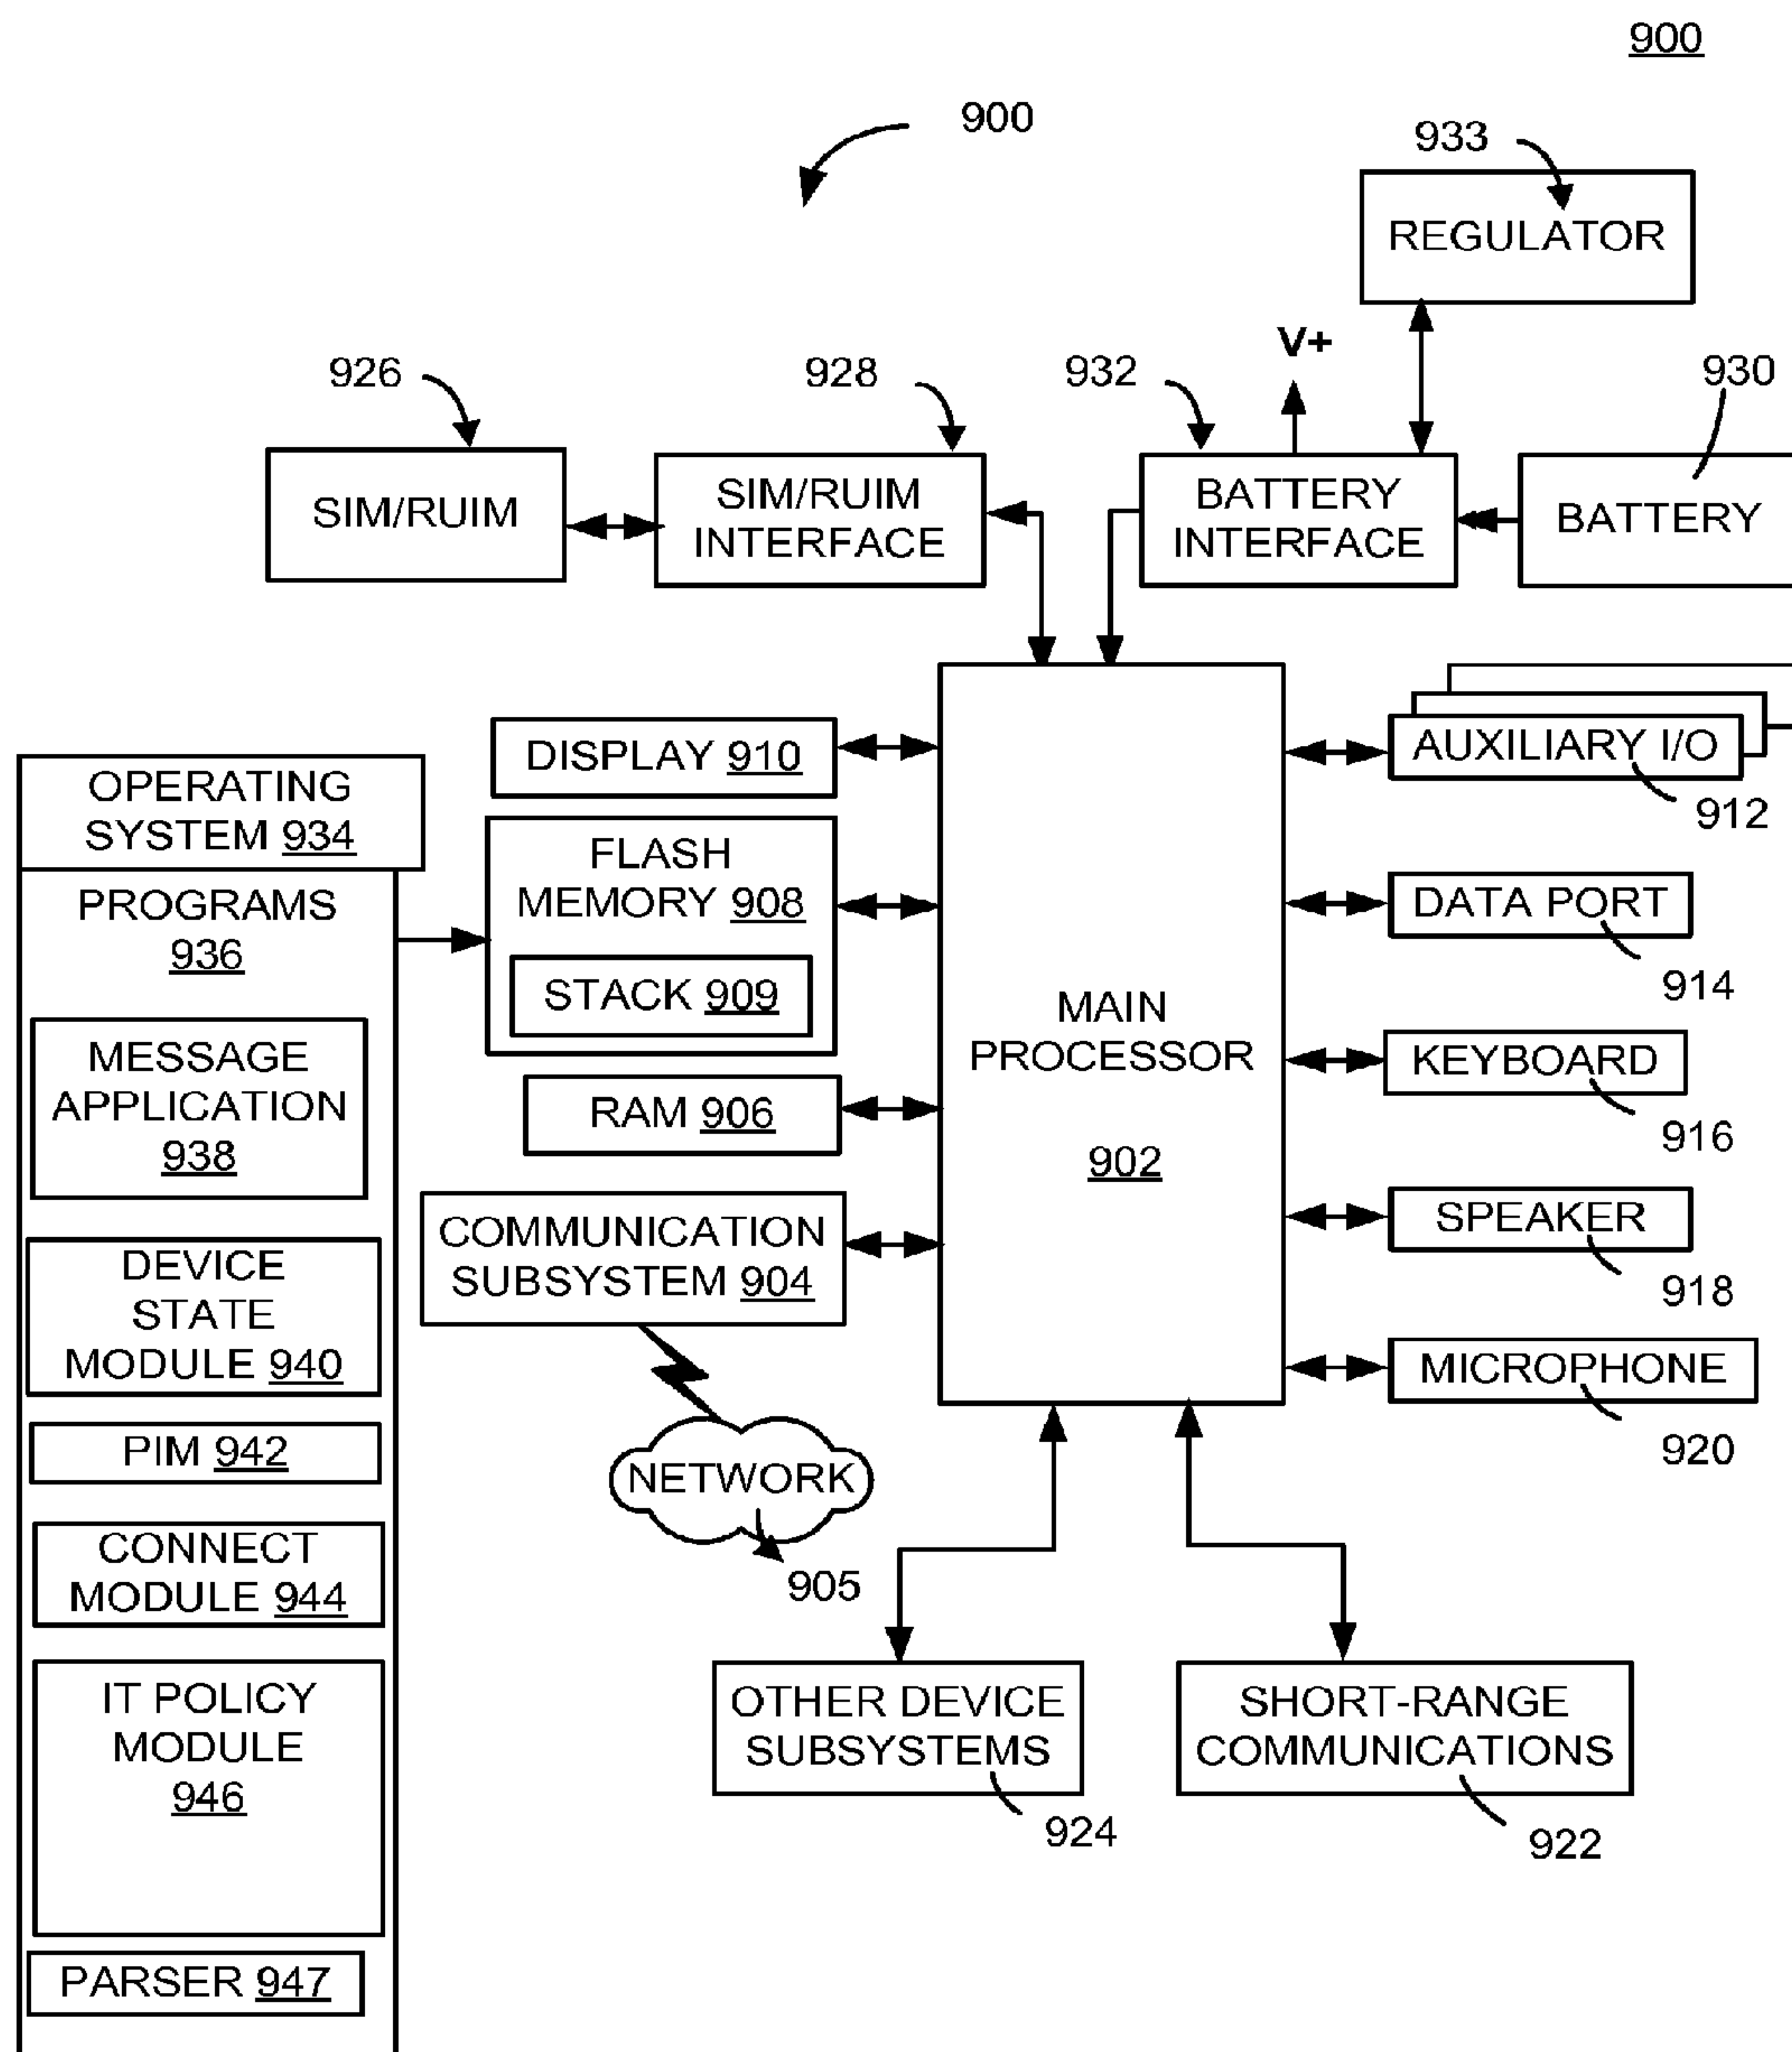 900
900
933
REGULATOR
V+
926
928
932
930
SIM/RUIM
SIM/RUIM
INTERFACE
BATTERY
INTERFACE
BATTERY
DISPLAY 910
AUXILIARY I/O
912
OPERATING
SYSTEM 934
FLASH
MEMORY 908
STACK 909
DATA PORT
914
PROGRAMS
936
MAIN
PROCESSOR
902
KEYBOARD
916
MESSAGE
APPLICATION
938
RAM 906
COMMUNICATION
SUBSYSTEM 904
SPEAKER
918
DEVICE
STATE
MODULE 940
MICROPHONE
920
PIM 942
NETWORK
905
CONNECT
MODULE 944
IT POLICY
MODULE
946
OTHER DEVICE
SUBSYSTEMS
924
SHORT-RANGE
COMMUNICATIONS
922
PARSER 947